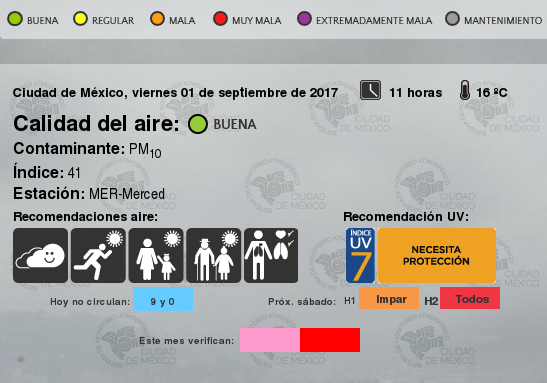 BUENA REGULAR MALA MUY MALA EXTREMADAMENTE MALA MANTENIMIENTO
Ciudad de México, viernes 01 de septiembre de 2017 11 horas 16 ºC
Calidad del aire: BUENA
Contaminante: PM10
Índice: 41
Estación: MER-Merced
Recomendaciones aire: Recomendación UV:
ÍNDICE UV 7 NECESITA PROTECCIÓN
Hoy no circulan: 9 y 0 Próx. sábado: H1 Impar H2 Todos
Este mes verifican: